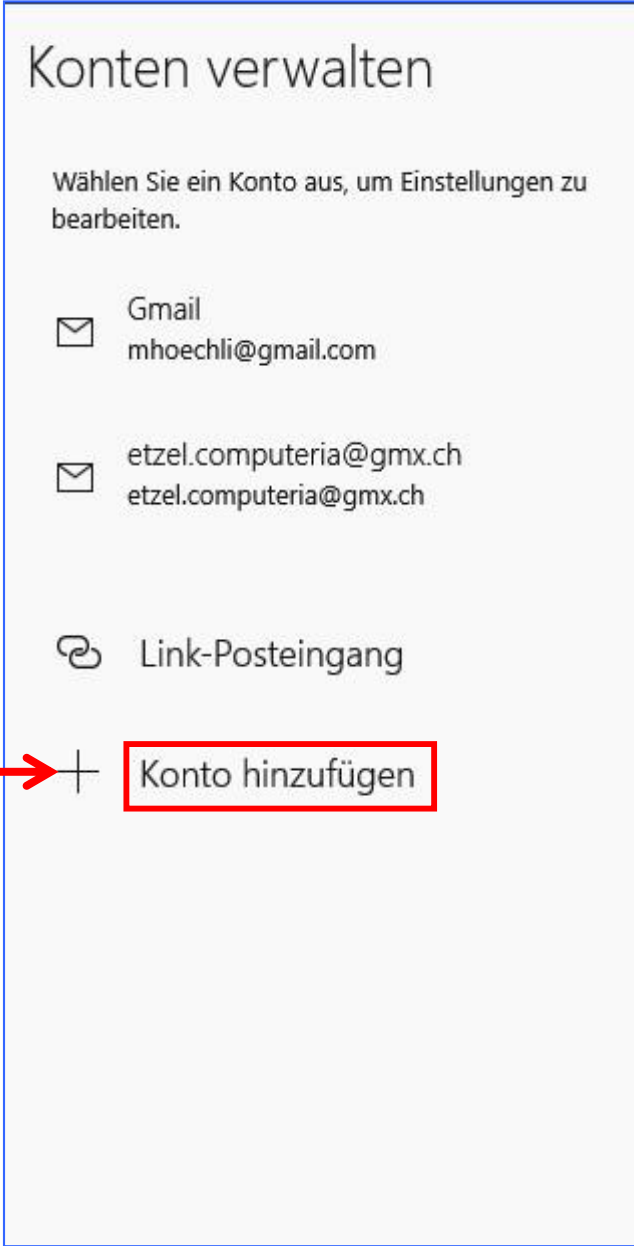 Konten verwalten
Wählen Sie ein Konto aus, um Einstellungen zu
bearbeiten.
Gmail
mhoechli@gmail.com
etzel.computeria@gmx.ch
etzel.computeria@gmx.ch
Link-Posteingang
Konto hinzufügen